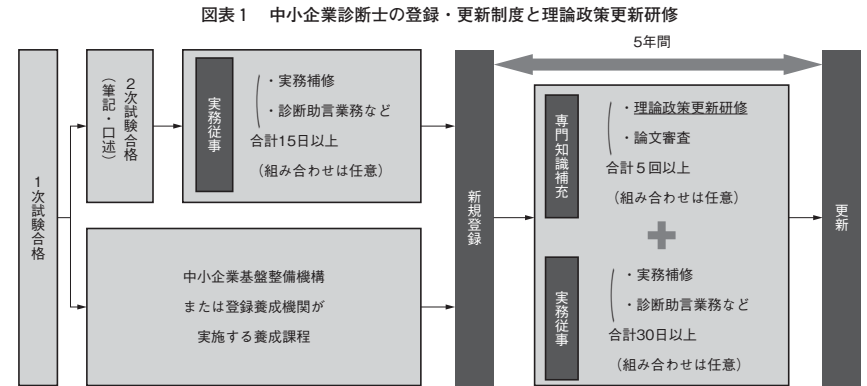 図表1 中小企業診断士の登録・更新制度と理論政策更新研修
1次試験合格
2次試験合格
(筆記・口述)
実務従事
・実務補修
・診断助言業務など
合計15日以上
(組み合わせは任意)
中小企業基盤整備機構
または登録養成機関が
実施する養成課程
新規登録
5年間
専門知識補充
・理論政策更新研修
・論文審査
合計5回以上
(組み合わせは任意)
実務従事
・実務補修
・診断助言業務など
合計30日以上
(組み合わせは任意)
更新